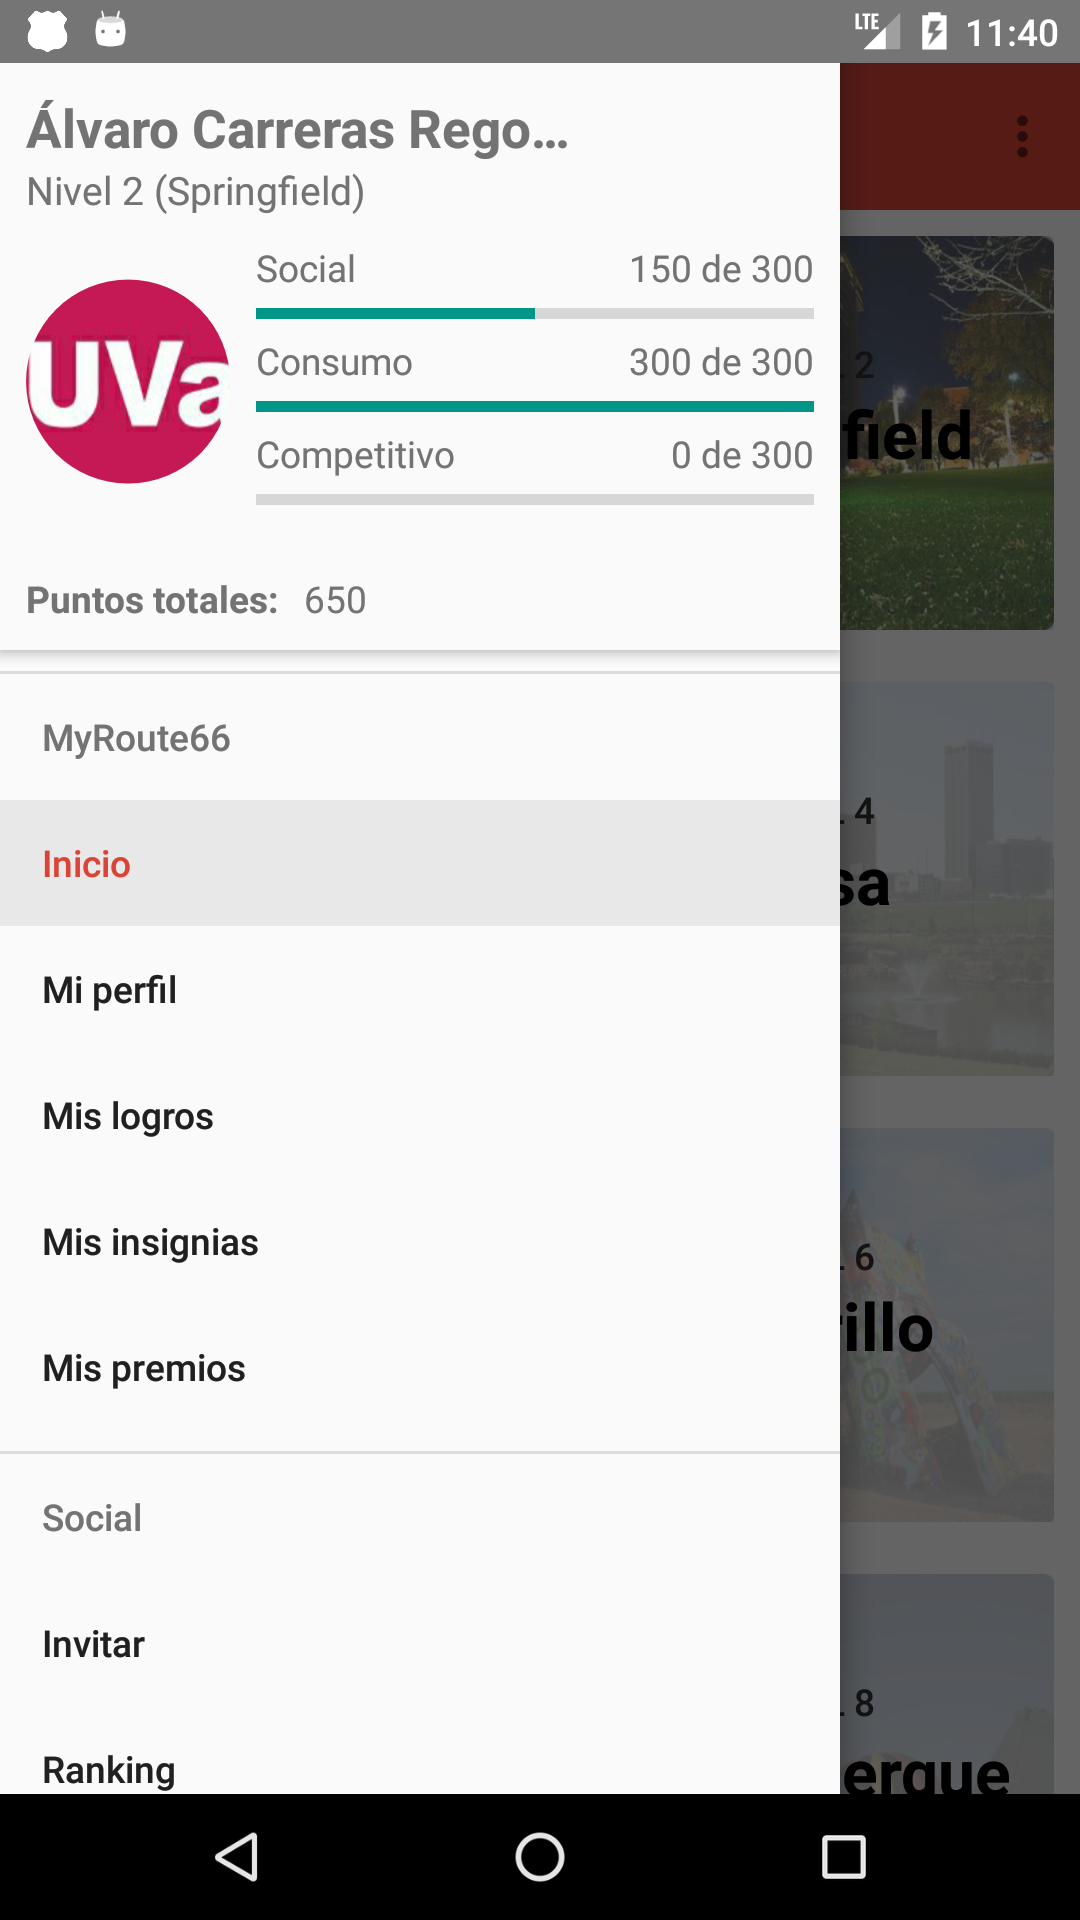 LTE 11:40
Álvaro Carreras Rego...
Nivel 2 (Springfield)
Social 150 de 300
UVa
Consumo 300 de 300
Competitivo 0 de 300
Puntos totales: 650
MyRoute66
Inicio
Mi perfil
Mis logros
Mis insignias
Mis premios
Social
Invitar
Ranking
2
field
4
sa
6
illo
8
erque